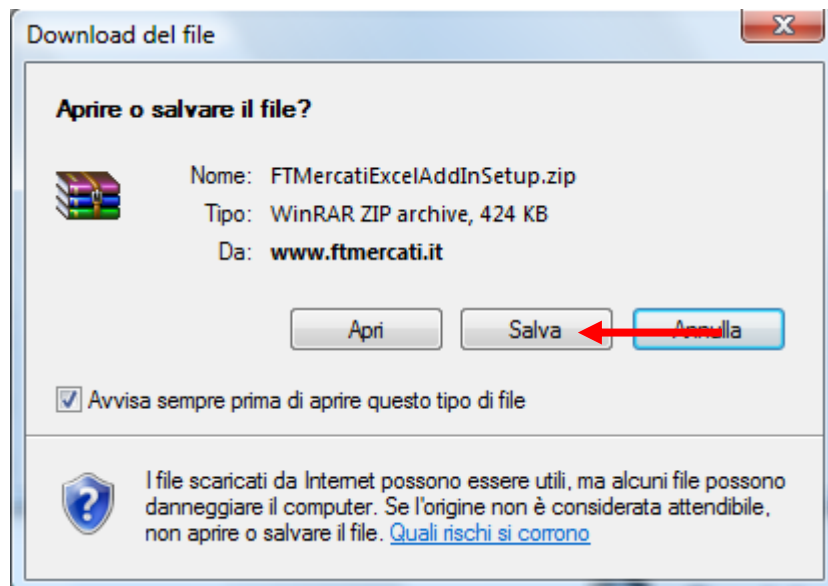 Download del file
Aprire o salvare il file?
Nome: FTMercatiExcelAddInSetup.zip
Tipo: WinRAR ZIP archive, 424 KB
Da: www.ftmercati.it
Apri Salva Annulla
Avvisa sempre prima di aprire questo tipo di file
I file scaricati da Internet possono essere utili, ma alcuni file possono
danneggiare il computer. Se l'origine non è considerata attendibile,
non aprire o salvare il file. Quali rischi si corrono